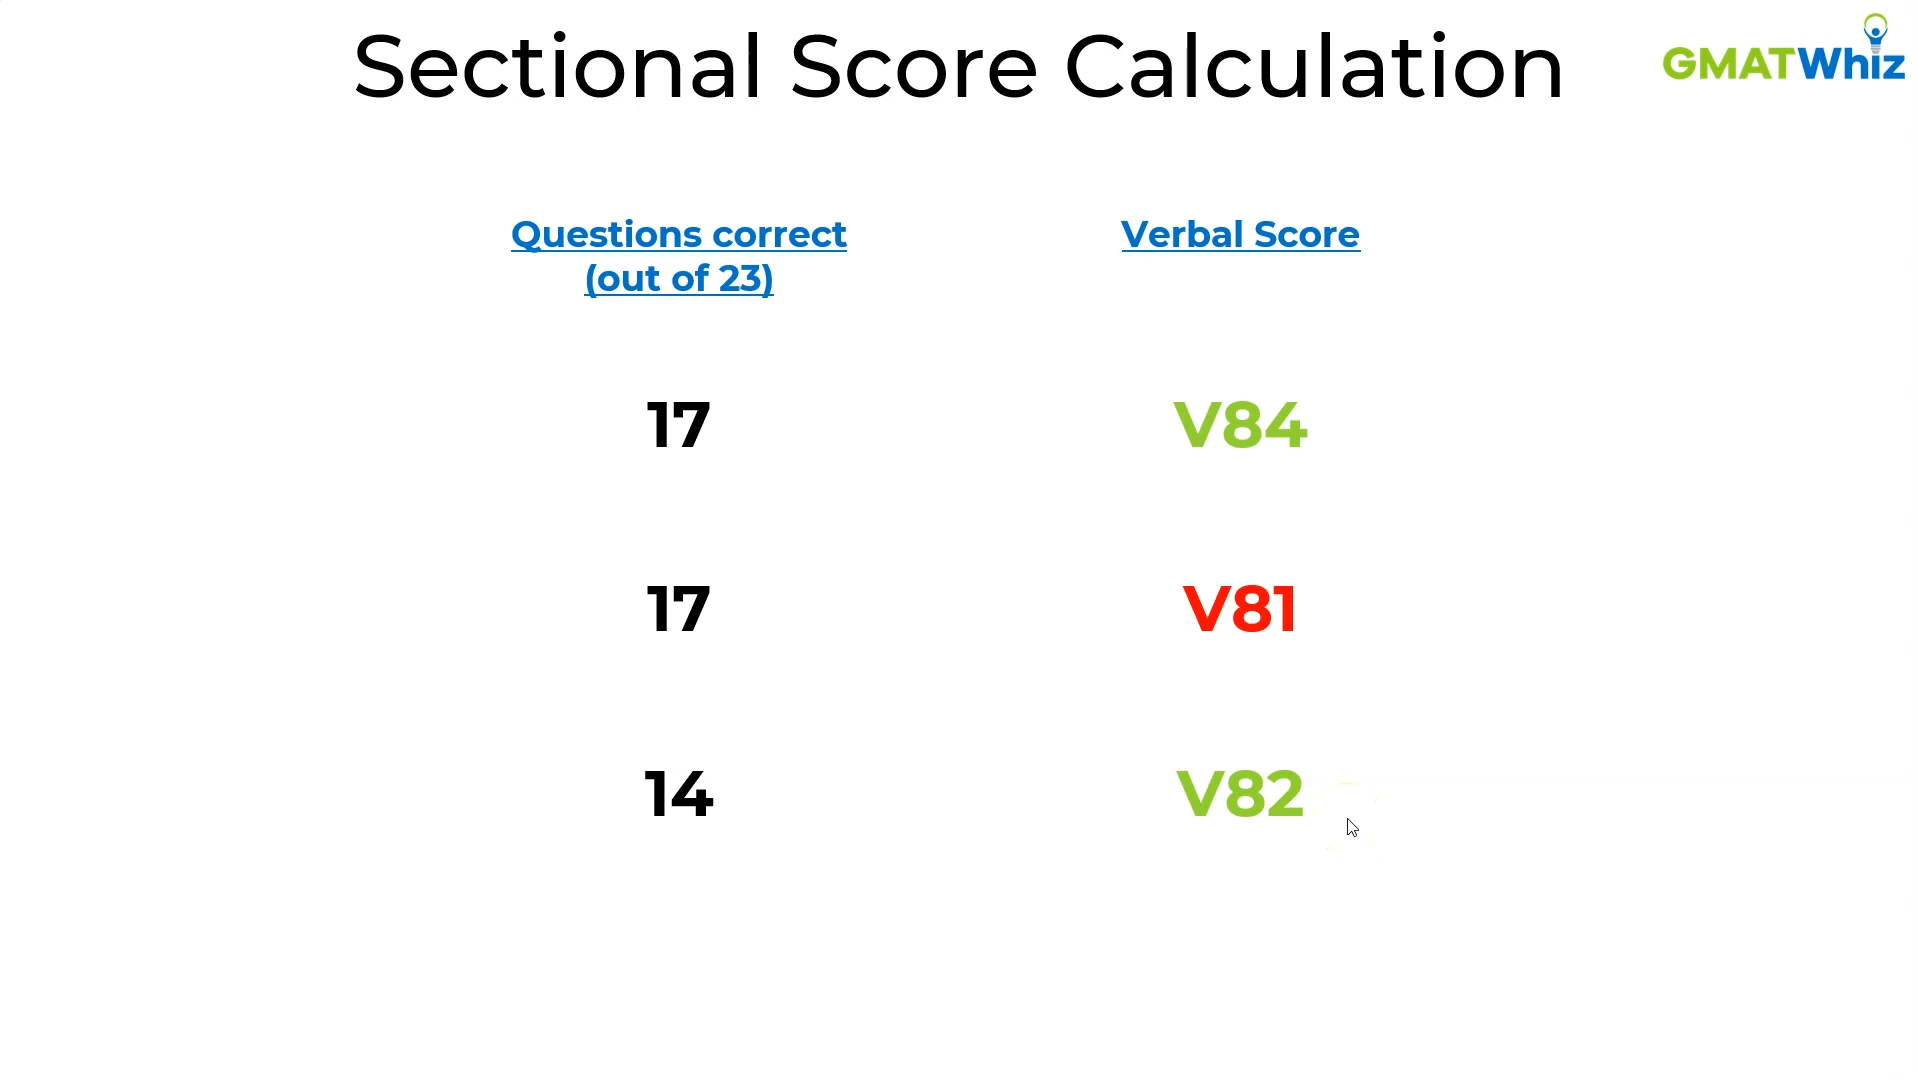 Sectional Score Calculation
GMATWhiz
Questions correct
(out of 23)
Verbal Score
17
V84
17
V81
14
V82